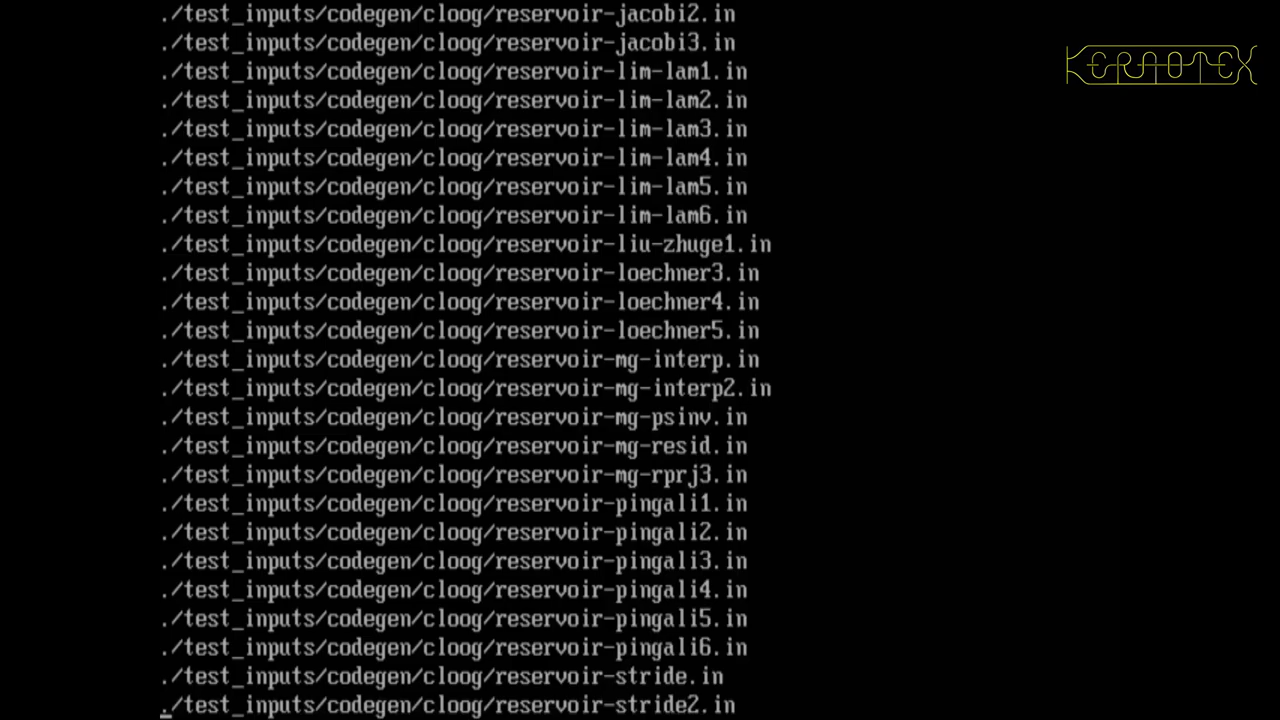 ./test_inputs/codegen/cloog/reservoir-jacobi2.in
./test_inputs/codegen/cloog/reservoir-jacobi3.in
./test_inputs/codegen/cloog/reservoir-lim-lam1.in
./test_inputs/codegen/cloog/reservoir-lim-lam2.in
./test_inputs/codegen/cloog/reservoir-lim-lam3.in
./test_inputs/codegen/cloog/reservoir-lim-lam4.in
./test_inputs/codegen/cloog/reservoir-lim-lam5.in
./test_inputs/codegen/cloog/reservoir-lim-lam6.in
./test_inputs/codegen/cloog/reservoir-liu-zhuge1.in
./test_inputs/codegen/cloog/reservoir-loechner3.in
./test_inputs/codegen/cloog/reservoir-loechner4.in
./test_inputs/codegen/cloog/reservoir-loechner5.in
./test_inputs/codegen/cloog/reservoir-mg-interp.in
./test_inputs/codegen/cloog/reservoir-mg-interp2.in
./test_inputs/codegen/cloog/reservoir-mg-psinv.in
./test_inputs/codegen/cloog/reservoir-mg-resid.in
./test_inputs/codegen/cloog/reservoir-mg-rprj3.in
./test_inputs/codegen/cloog/reservoir-pingali1.in
./test_inputs/codegen/cloog/reservoir-pingali2.in
./test_inputs/codegen/cloog/reservoir-pingali3.in
./test_inputs/codegen/cloog/reservoir-pingali4.in
./test_inputs/codegen/cloog/reservoir-pingali5.in
./test_inputs/codegen/cloog/reservoir-pingali6.in
./test_inputs/codegen/cloog/reservoir-stride.in
./test_inputs/codegen/cloog/reservoir-stride2.in